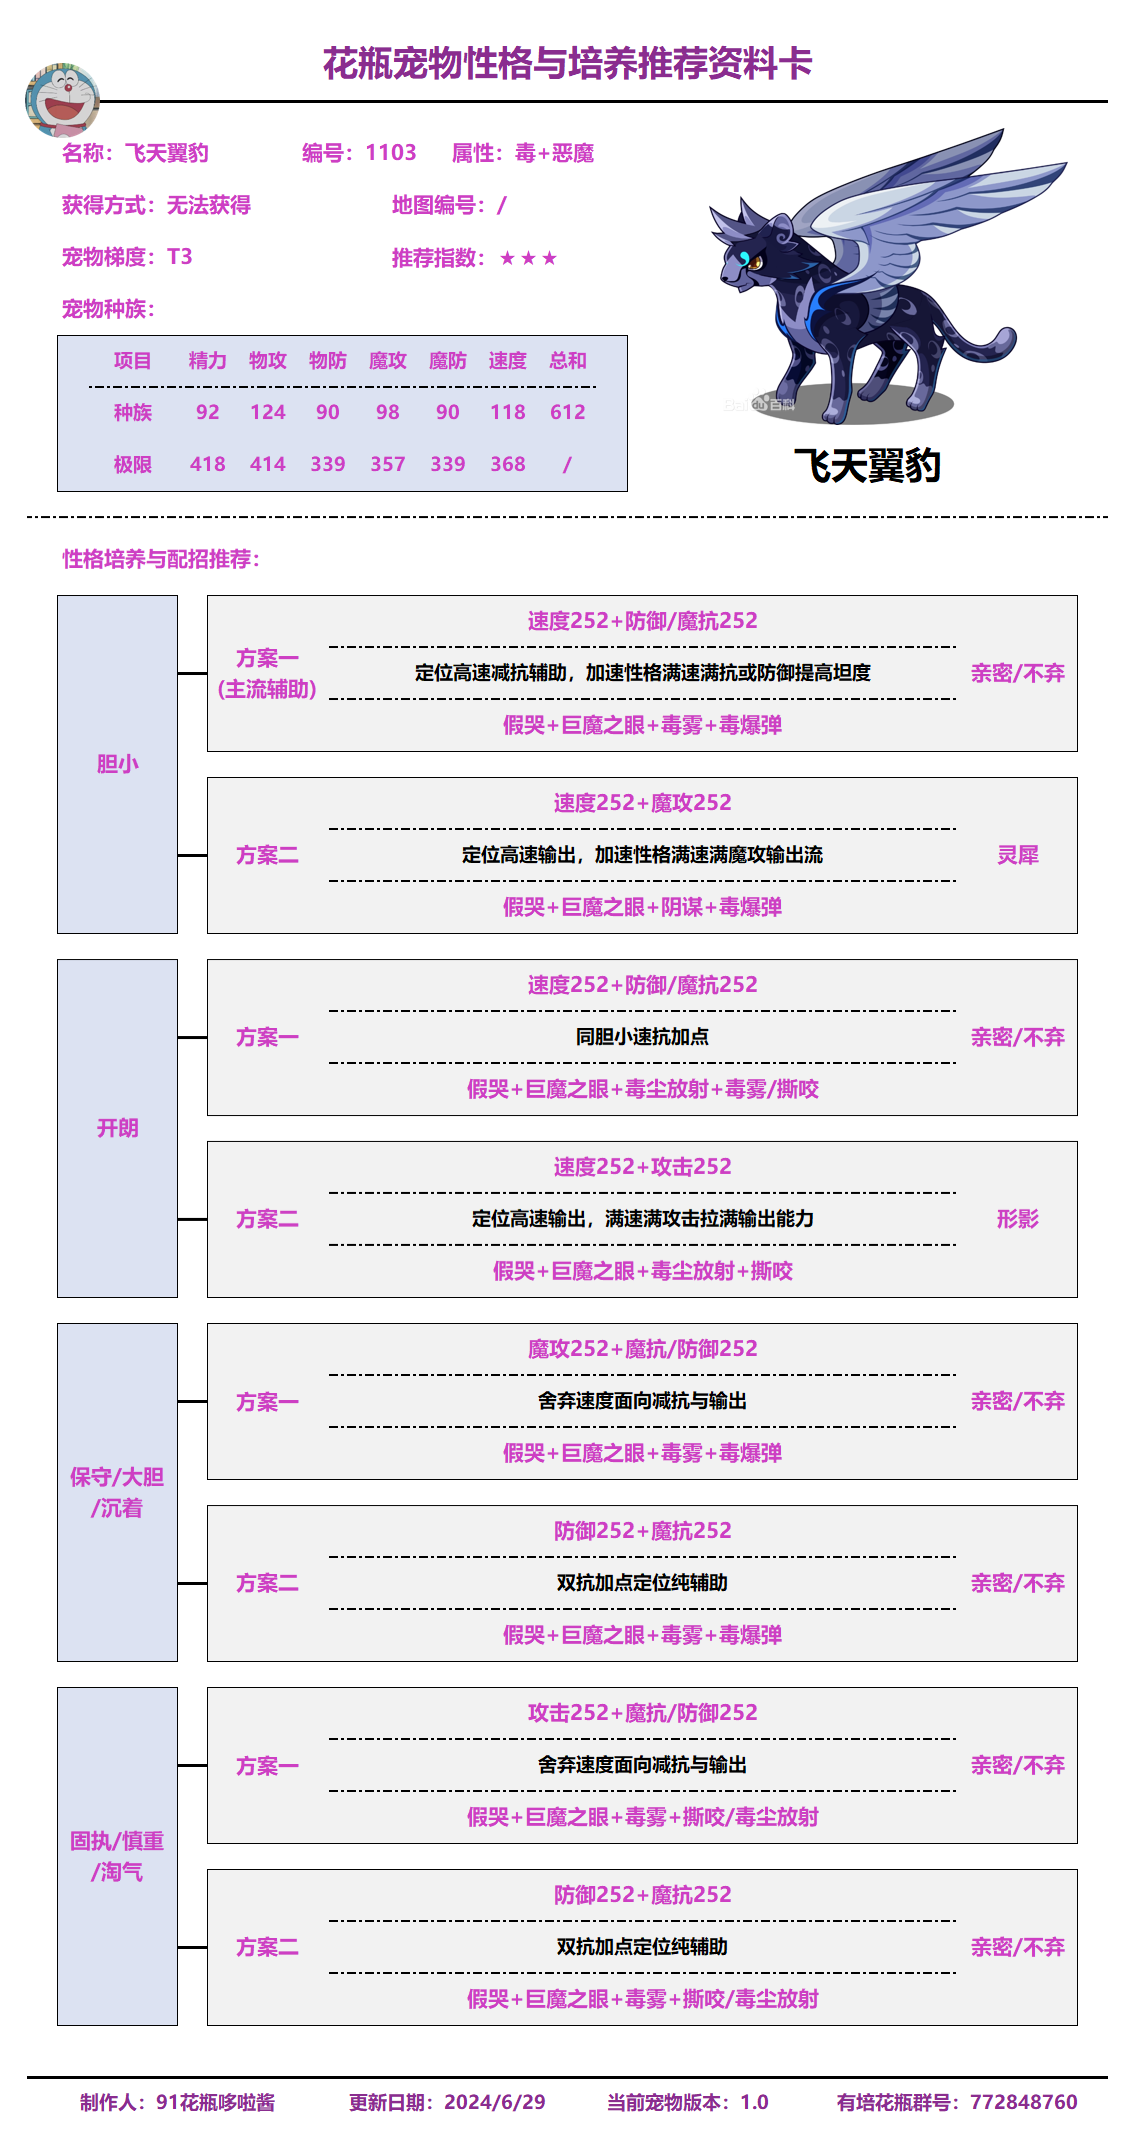 花瓶宠物性格与培养推荐资料卡
名称：飞天翼豹 编号：1103 属性：毒+恶魔
获得方式：无法获得 地图编号：/
宠物梯度：T3 推荐指数：★★★
宠物种族：
项目 精力 物攻 物防 魔攻 魔防 速度 总和
种族 92 124 90 98 90 118 612
极限 418 414 339 357 339 368 /
Baidu百科
飞天翼豹
性格培养与配招推荐：
胆小
方案一
(主流辅助)
速度252+防御/魔抗252
定位高速减抗辅助，加速性格满速满抗或防御提高坦度
假哭+巨魔之眼+毒雾+毒爆弹
亲密/不弃
方案二
速度252+魔攻252
定位高速输出，加速性格满速满魔攻输出流
假哭+巨魔之眼+阴谋+毒爆弹
灵犀
开朗
方案一
速度252+防御/魔抗252
同胆小速抗加点
假哭+巨魔之眼+毒尘放射+毒雾/撕咬
亲密/不弃
方案二
速度252+攻击252
定位高速输出，满速满攻击拉满输出能力
假哭+巨魔之眼+毒尘放射+撕咬
形影
保守/大胆
/沉着
方案一
魔攻252+魔抗/防御252
舍弃速度面向减抗与输出
假哭+巨魔之眼+毒雾+毒爆弹
亲密/不弃
方案二
防御252+魔抗252
双抗加点定位纯辅助
假哭+巨魔之眼+毒雾+毒爆弹
亲密/不弃
固执/慎重
/淘气
方案一
攻击252+魔抗/防御252
舍弃速度面向减抗与输出
假哭+巨魔之眼+毒雾+撕咬/毒尘放射
亲密/不弃
方案二
防御252+魔抗252
双抗加点定位纯辅助
假哭+巨魔之眼+毒雾+撕咬/毒尘放射
亲密/不弃
制作人：91花瓶哆啦酱 更新日期：2024/6/29 当前宠物版本：1.0 有培花瓶群号：772848760